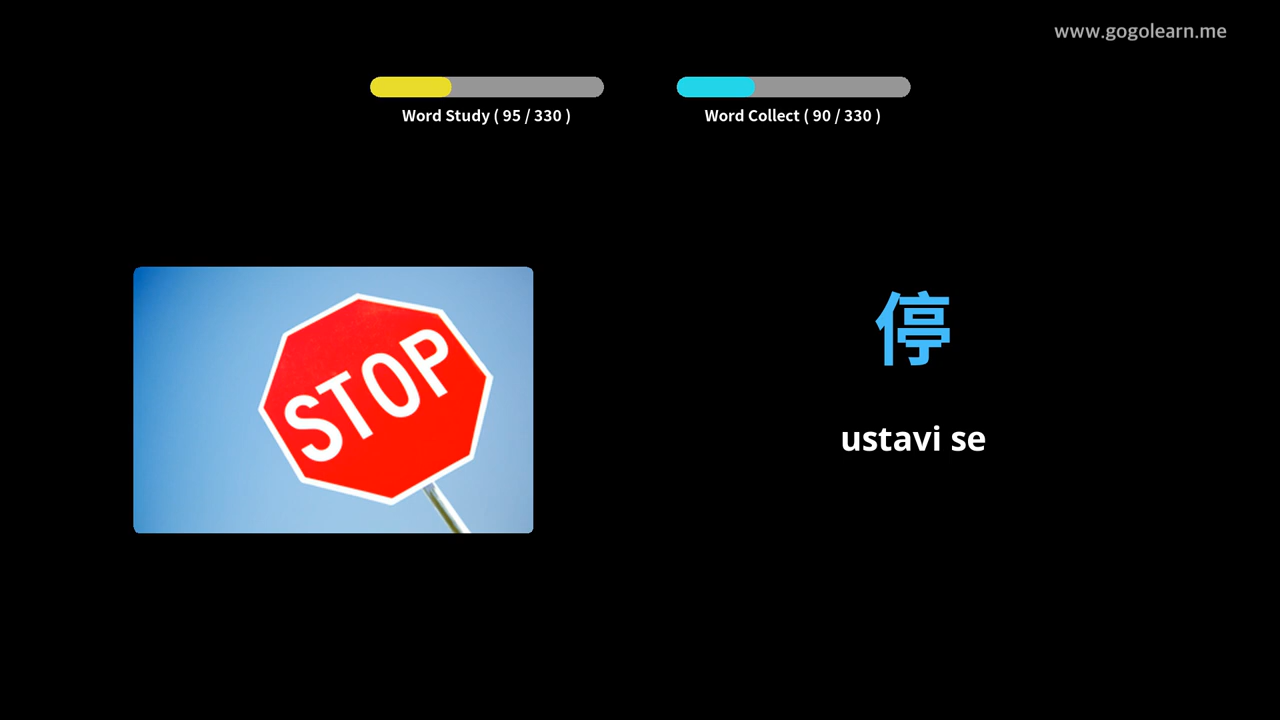 www.gogolearn.me
Word Study ( 95 / 330 )
Word Collect ( 90 / 330 )
STOP
停
ustavi se